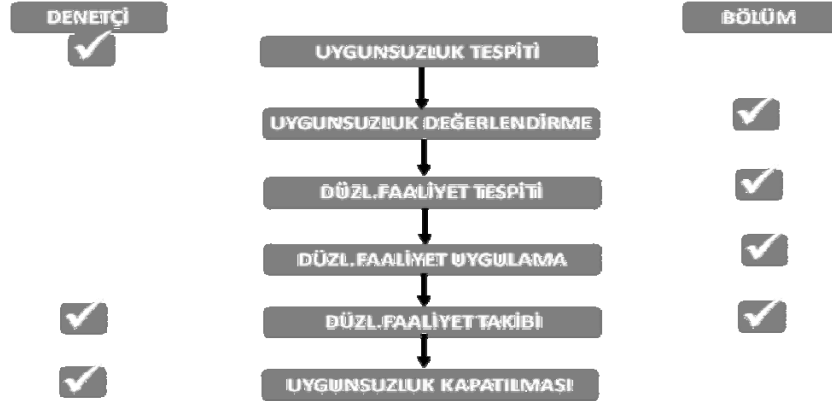 DENETÇİ
BÖLÜM
UYGUNSUZLUK TESPİTİ
UYGUNSUZLUK DEĞERLENDİRME
DÜZL.FAALİYET TESPİTİ
DÜZL.FAALİYET UYGULAMA
DÜZL.FAALİYET TAKİBİ
UYGUNSUZLUK KAPATILMASI